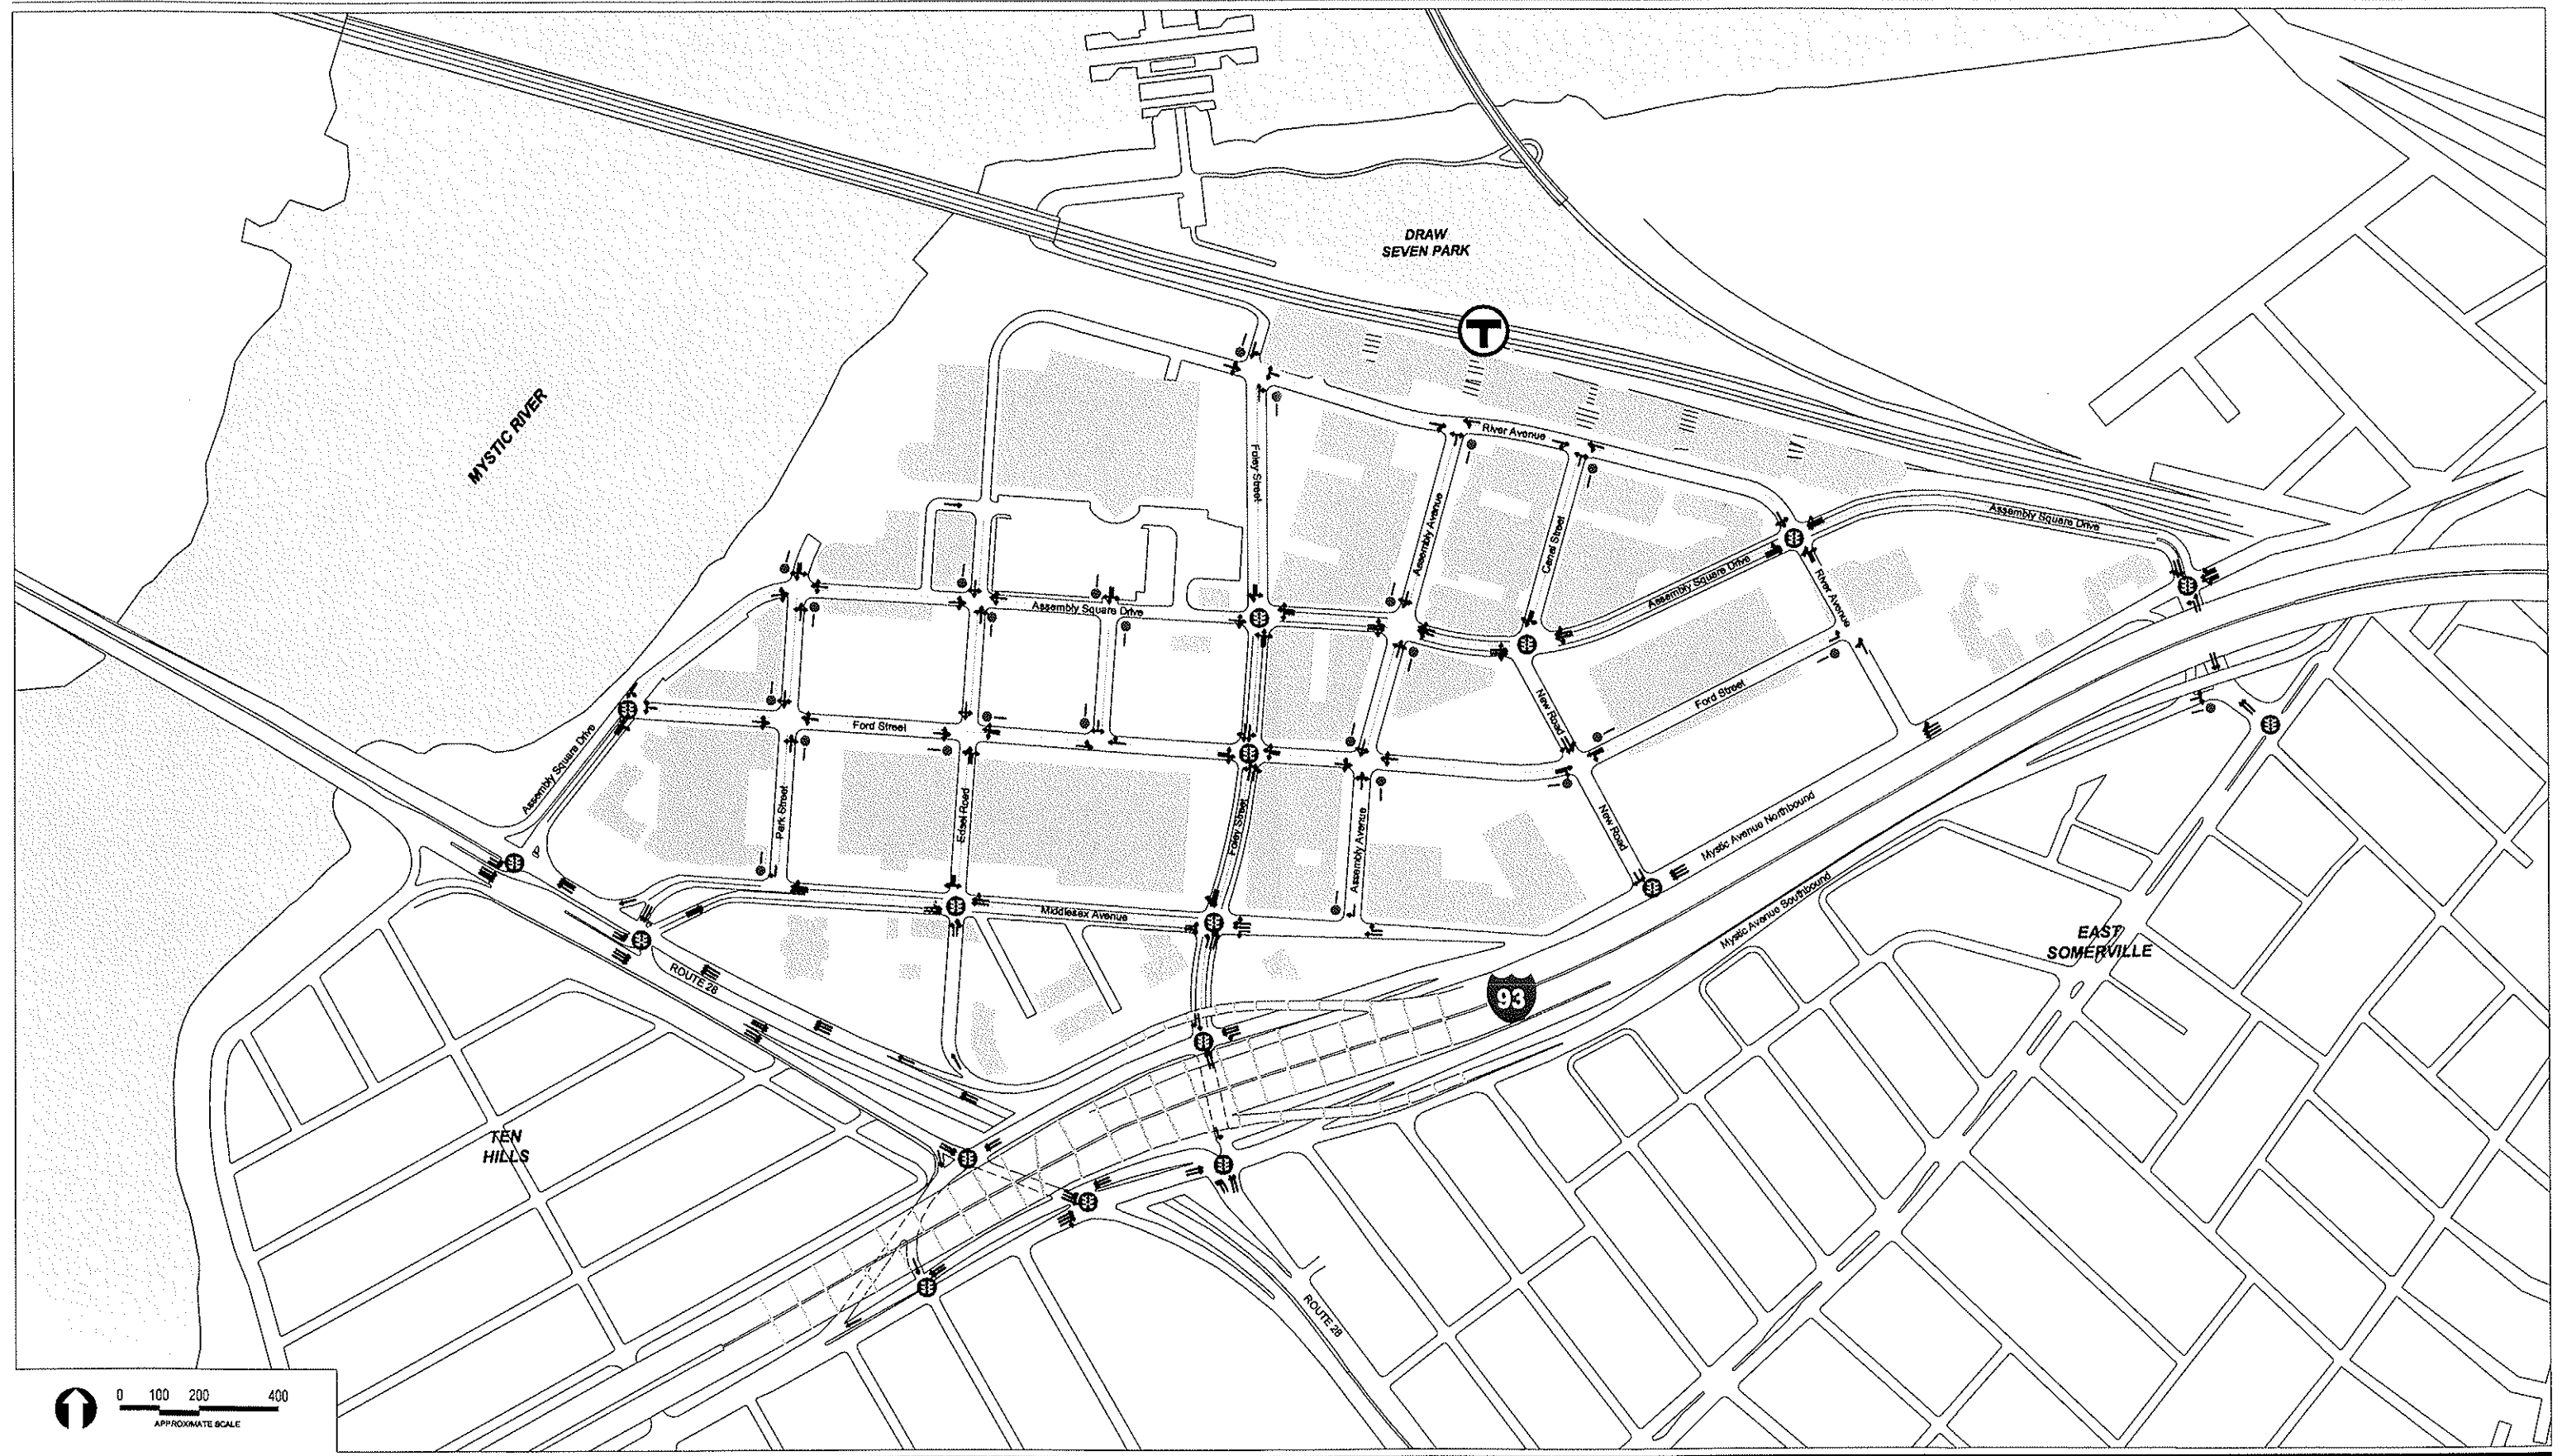 DRAW
SEVEN PARK
T
MYSTIC RIVER
River Avenue
Foley Street
Assembly Avenue
Canal Street
Assembly Square Drive
Assembly Square Drive
River Avenue
Assembly Square Drive
New Road
Ford Street
Ford Street
Assembly Square Drive
Park Street
Edsel Road
Foley Street
Assembly Avenue
New Road
Mystic Avenue Northbound
Middlesex Avenue
Mystic Avenue Southbound
EAST
SOMERVILLE
ROUTE 28
93
TEN
HILLS
ROUTE 28
0 100 200 400
APPROXIMATE SCALE